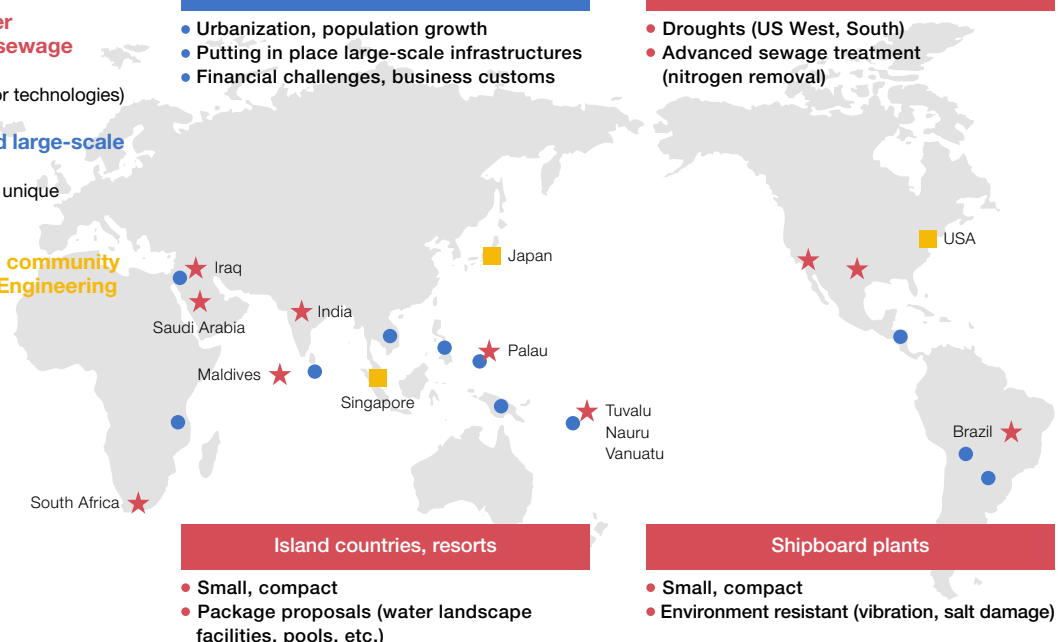 er
sewage
or technologies)
d large-scale
unique
community
Engineering
• Urbanization, population growth
• Putting in place large-scale infrastructures
• Financial challenges, business customs
• Droughts (US West, South)
• Advanced sewage treatment
(nitrogen removal)
Iraq
Saudi Arabia
India
Maldives
Singapore
Japan
Palau
Tuvalu
Nauru
Vanuatu
South Africa
USA
Brazil
Island countries, resorts
• Small, compact
• Package proposals (water landscape
facilities, pools, etc.)
Shipboard plants
• Small, compact
• Environment resistant (vibration, salt damage)